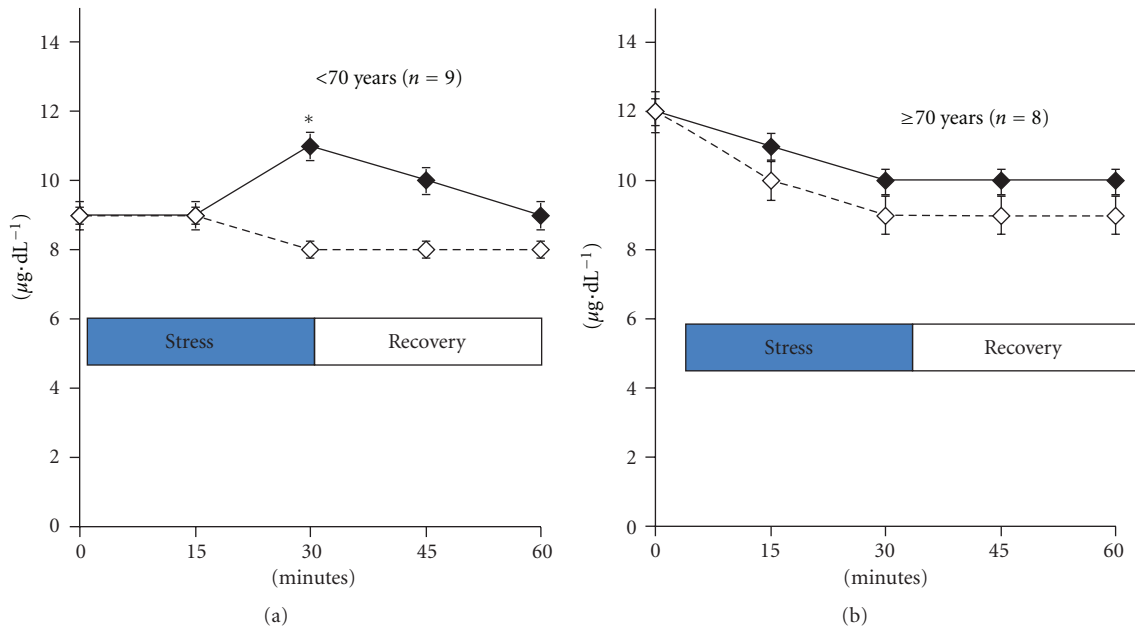 14
12
10
8
6
4
2
0
(µg·dL⁻¹)
<70 years (n = 9)
*
Stress
Recovery
0 15 30 45 60
(minutes)
(a)
14
12
10
8
6
4
2
0
(µg·dL⁻¹)
≥70 years (n = 8)
Stress
Recovery
0 15 30 45 60
(minutes)
(b)